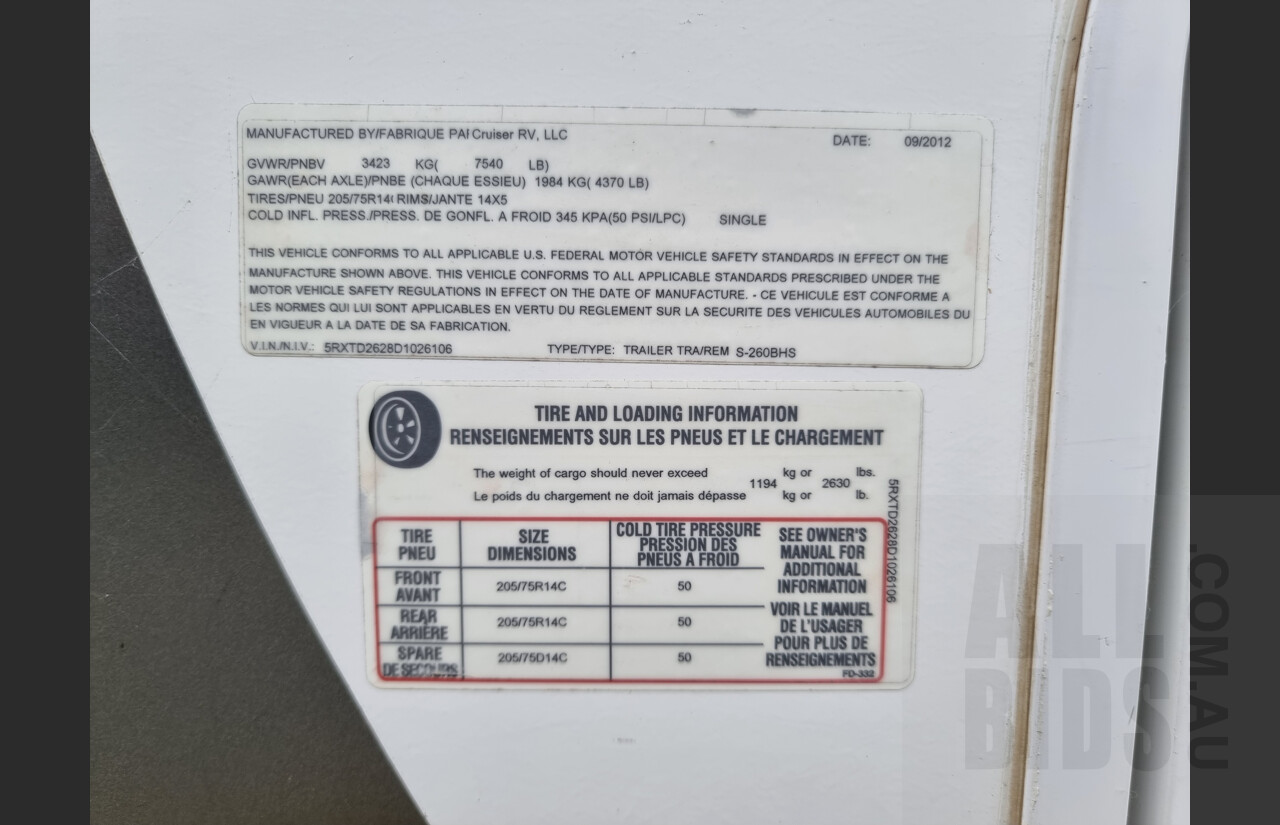 MANUFACTURED BY/FABRIQUE PAR Cruiser RV, LLC DATE: 09/2012
GVWR/PNBV 3423 KG( 7540 LB)
GAWR(EACH AXLE)/PNBE (CHAQUE ESSIEU) 1984 KG( 4370 LB)
TIRES/PNEU 205/75R14( RIMS/JANTE 14X5
COLD INFL. PRESS./PRESS. DE GONFL. A FROID 345 KPA(50 PSI/LPC) SINGLE
THIS VEHICLE CONFORMS TO ALL APPLICABLE U.S. FEDERAL MOTOR VEHICLE SAFETY STANDARDS IN EFFECT ON THE
MANUFACTURE SHOWN ABOVE. THIS VEHICLE CONFORMS TO ALL APPLICABLE STANDARDS PRESCRIBED UNDER THE
MOTOR VEHICLE SAFETY REGULATIONS IN EFFECT ON THE DATE OF MANUFACTURE. - CE VEHICULE EST CONFORME A
LES NORMES QUI LUI SONT APPLICABLES EN VERTU DU REGLEMENT SUR LA SECURITE DES VEHICULES AUTOMOBILES DU
EN VIGUEUR A LA DATE DE SA FABRICATION.
V.I.N./N.I.V.: 5RXTD2628D1026106 TYPE/TYPE: TRAILER TRA/REM S-260BHS
TIRE AND LOADING INFORMATION
RENSEIGNEMENTS SUR LES PNEUS ET LE CHARGEMENT
The weight of cargo should never exceed kg or lbs.
1194 2630
Le poids du chargement ne doit jamais dépasse kg or lb.
5RXTD2628D1026106
TIRE
PNEU
SIZE
DIMENSIONS
COLD TIRE PRESSURE
PRESSION DES
PNEUS A FROID
FRONT
AVANT
205/75R14C 50
REAR
ARRIÈRE
205/75R14C 50
SPARE
DE SECOURS
205/75D14C 50
SEE OWNER'S
MANUAL FOR
ADDITIONAL
INFORMATION
VOIR LE MANUEL
DE L'USAGER
POUR PLUS DE
RENSEIGNEMENTS
FD-332
ALL
BIDS
.COM.AU